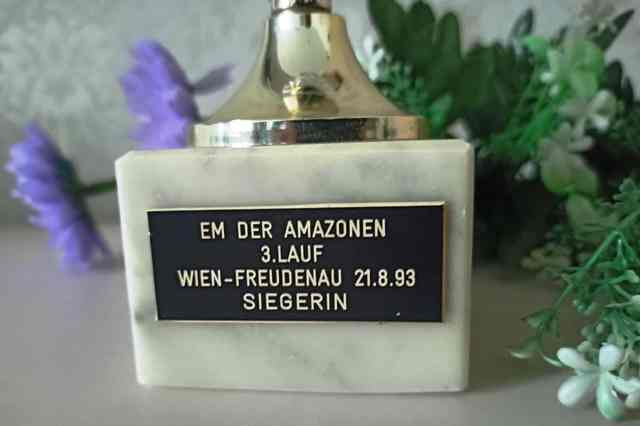 EM DER AMAZONEN
3.LAUF
WIEN-FREUDENAU 21.8.93
SIEGERIN